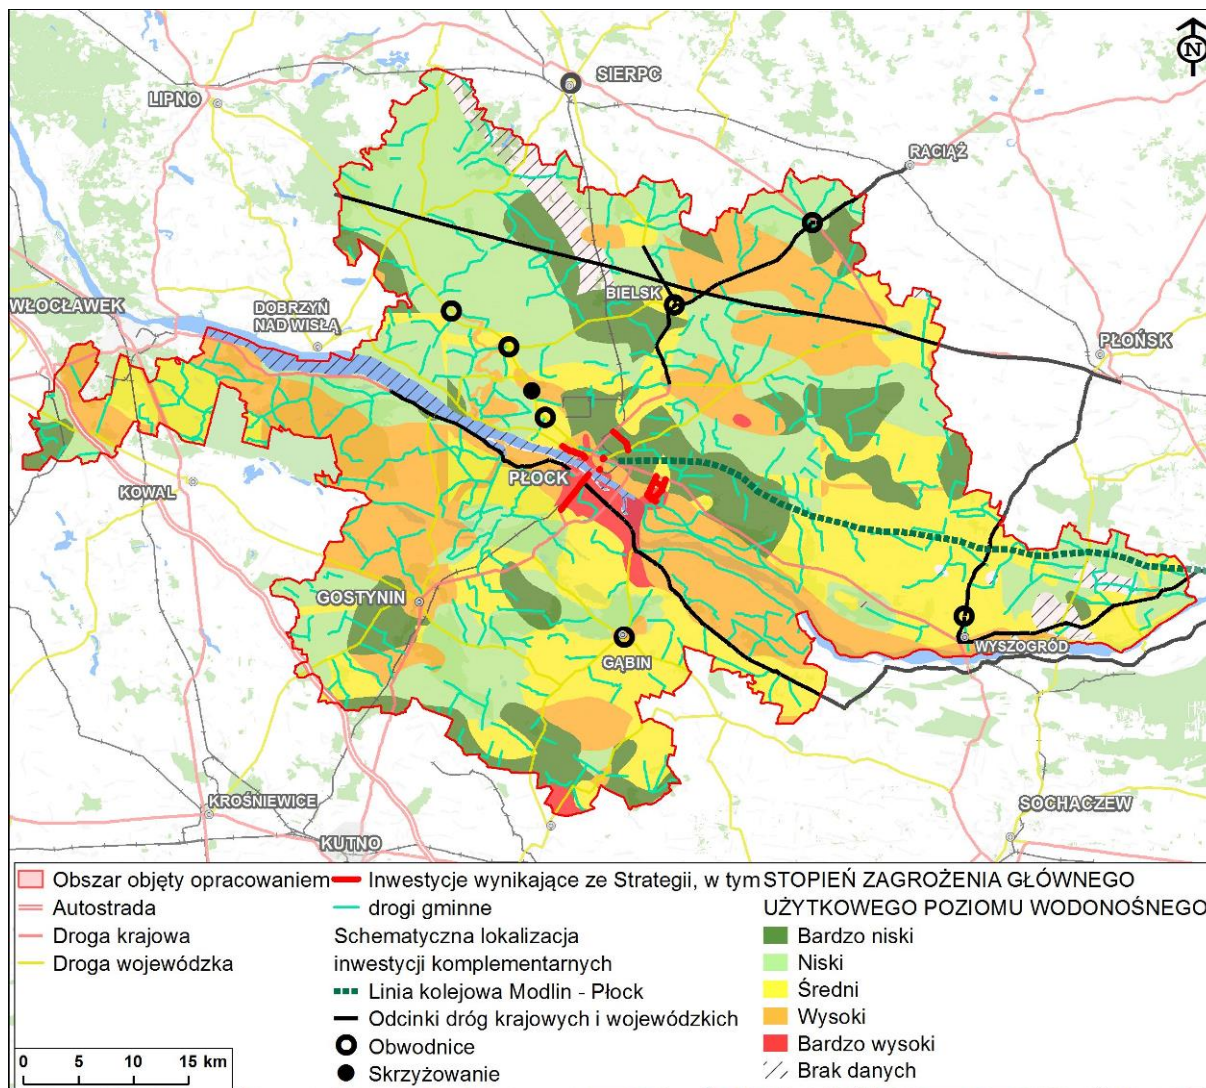 N
SIERPC
LIPNO
RACIĄŻ
BIELSK
WŁOCŁAWEK
DOBRZYŃ
NAD WISŁĄ
PŁOŃSK
PŁOCK
KOWAL
GOSTYNIN
GĄBIN
WYSZOGRÓD
KROŚNIEWICE
KUTNO
SOCHACZEW
Obszar objęty opracowaniem
Autostrada
Droga krajowa
Droga wojewódzka
0 5 10 15 km
Inwestycje wynikające ze Strategii, w tym
drogi gminne
Schematyczna lokalizacja
inwestycji komplementarnych
Linia kolejowa Modlin - Płock
Odcinki dróg krajowych i wojewódzkich
Obwodnice
Skrzyżowanie
STOPIEŃ ZAGROŻENIA GŁÓWNEGO
UŻYTKOWEGO POZIOMU WODONOŚNEGO
Bardzo niski
Niski
Średni
Wysoki
Bardzo wysoki
Brak danych